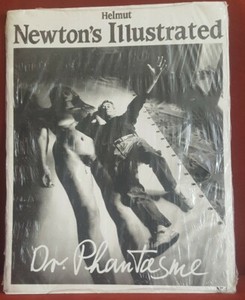 Helmut
Newton's Illustrated
Dr. Phantasme